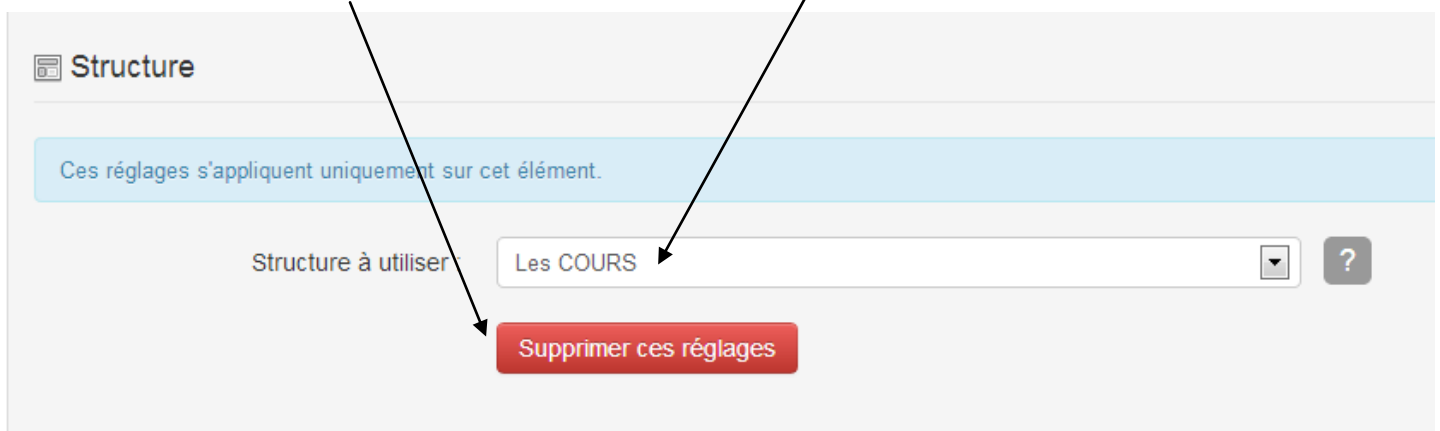 Structure
Ces réglages s'appliquent uniquement sur cet élément.
Structure à utiliser : Les COURS ?
Supprimer ces réglages